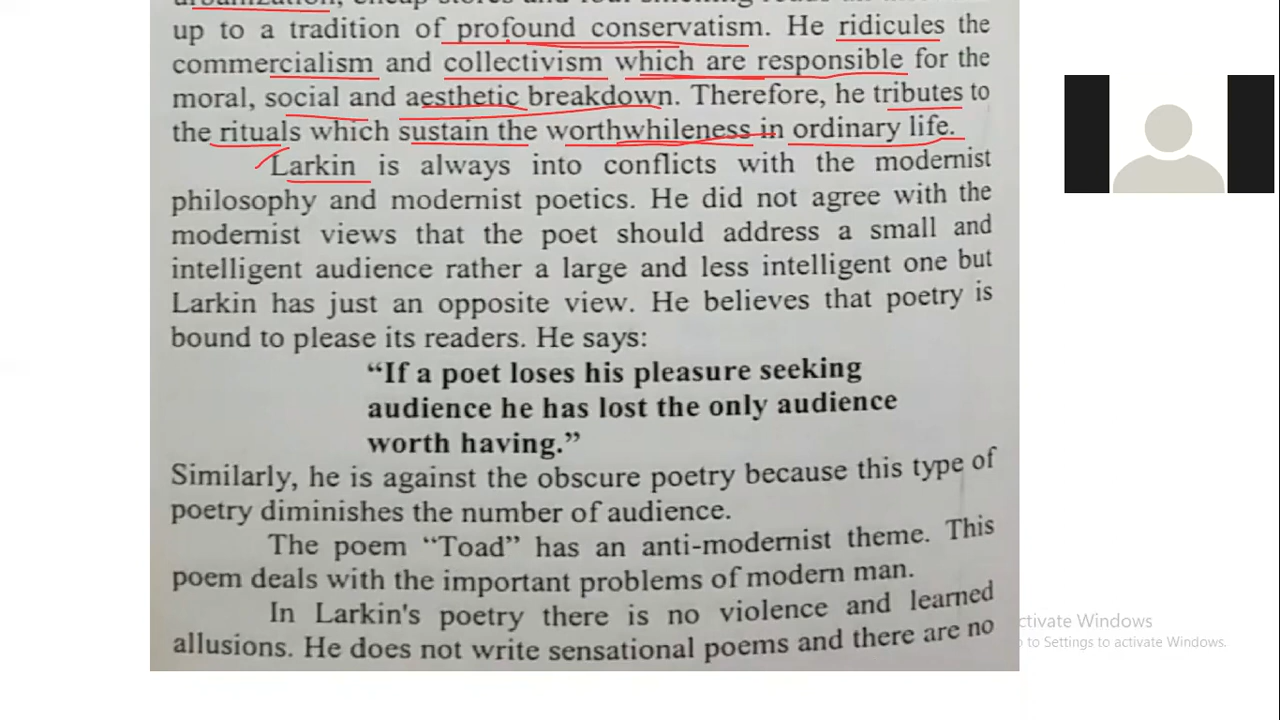 urbanization, cheap stores and
up to a tradition of profound conservatism. He ridicules the
commercialism and collectivism which are responsible for the
moral, social and aesthetic breakdown. Therefore, he tributes to
the rituals which sustain the worthwhileness in ordinary life.
Larkin is always into conflicts with the modernist
philosophy and modernist poetics. He did not agree with the
modernist views that the poet should address a small and
intelligent audience rather a large and less intelligent one but
Larkin has just an opposite view. He believes that poetry is
bound to please its readers. He says:
“If a poet loses his pleasure seeking
audience he has lost the only audience
worth having.”
Similarly, he is against the obscure poetry because this type of
poetry diminishes the number of audience.
The poem “Toad” has an anti-modernist theme. This
poem deals with the important problems of modern man.
In Larkin's poetry there is no violence and learned
allusions. He does not write sensational poems and there are no
ctivate Windows
to Settings to activate Windows.